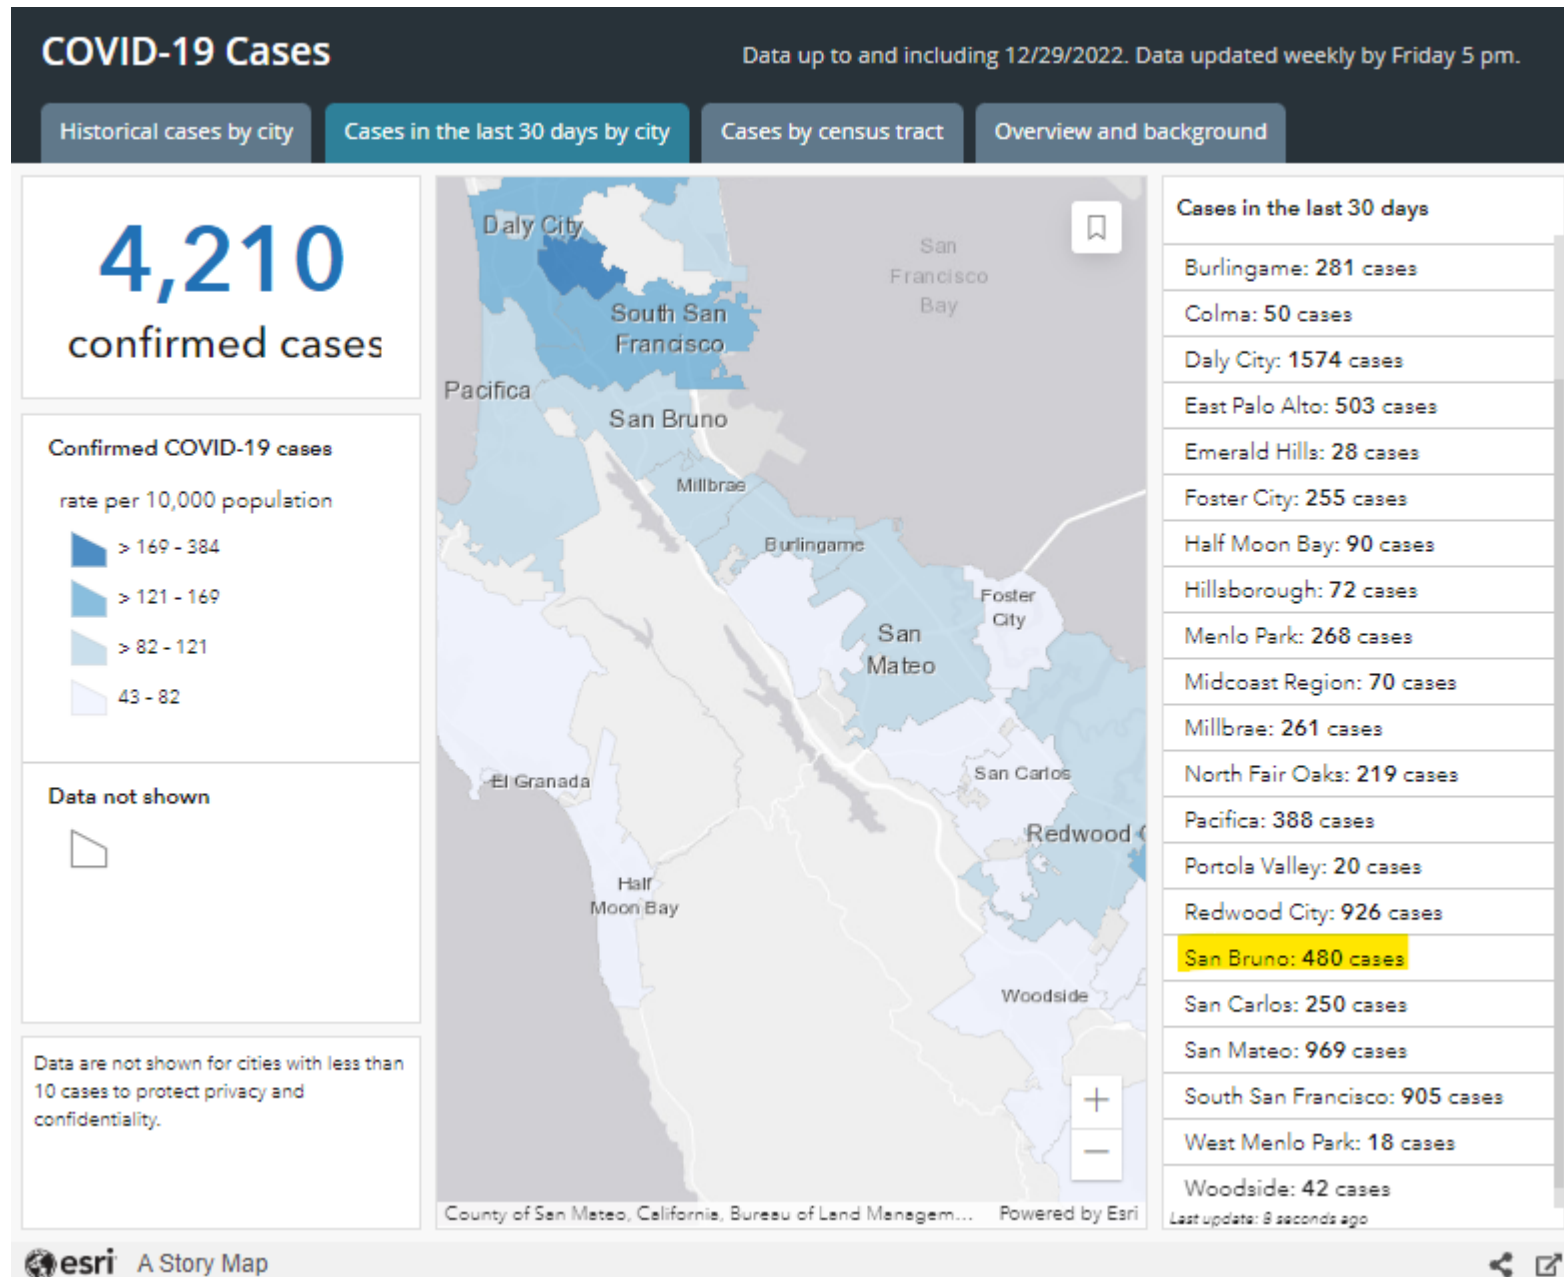 COVID-19 Cases
Data up to and including 12/29/2022. Data updated weekly by Friday 5 pm.
Historical cases by city
Cases in the last 30 days by city
Cases by census tract
Overview and background
4,210
confirmed cases
Confirmed COVID-19 cases
rate per 10,000 population
> 169 - 384
> 121 - 169
> 82 - 121
43 - 82
Data not shown
Data are not shown for cities with less than
10 cases to protect privacy and
confidentiality.
Daly City
San
Francisco
Bay
South San
Francisco
Pacifica
San Bruno
Millbrae
Burlingame
Foster
City
San
Mateo
El Granada
San Carlos
Redwood C
Half
Moon Bay
Woodside
County of San Mateo, California, Bureau of Land Managem...
Powered by Esri
Cases in the last 30 days
Burlingame: 281 cases
Colma: 50 cases
Daly City: 1574 cases
East Palo Alto: 503 cases
Emerald Hills: 28 cases
Foster City: 255 cases
Half Moon Bay: 90 cases
Hillsborough: 72 cases
Menlo Park: 268 cases
Midcoast Region: 70 cases
Millbrae: 261 cases
North Fair Oaks: 219 cases
Pacifica: 388 cases
Portola Valley: 20 cases
Redwood City: 926 cases
San Bruno: 480 cases
San Carlos: 250 cases
San Mateo: 969 cases
South San Francisco: 905 cases
West Menlo Park: 18 cases
Woodside: 42 cases
Last update: 8 seconds ago
esri A Story Map